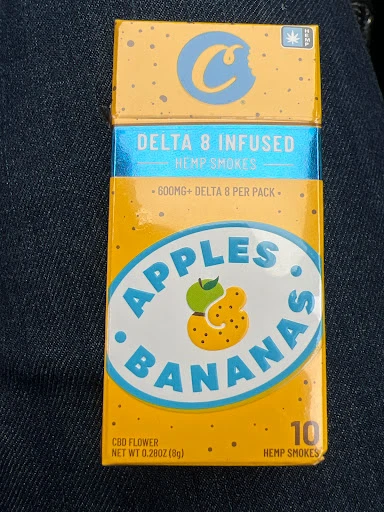 C
DELTA 8 INFUSED
HEMP SMOKES
• 600MG+ DELTA 8 PER PACK •
APPLES
&
• BANANAS •
CBD FLOWER
NET WT 0.28OZ (8g)
10
HEMP SMOKES